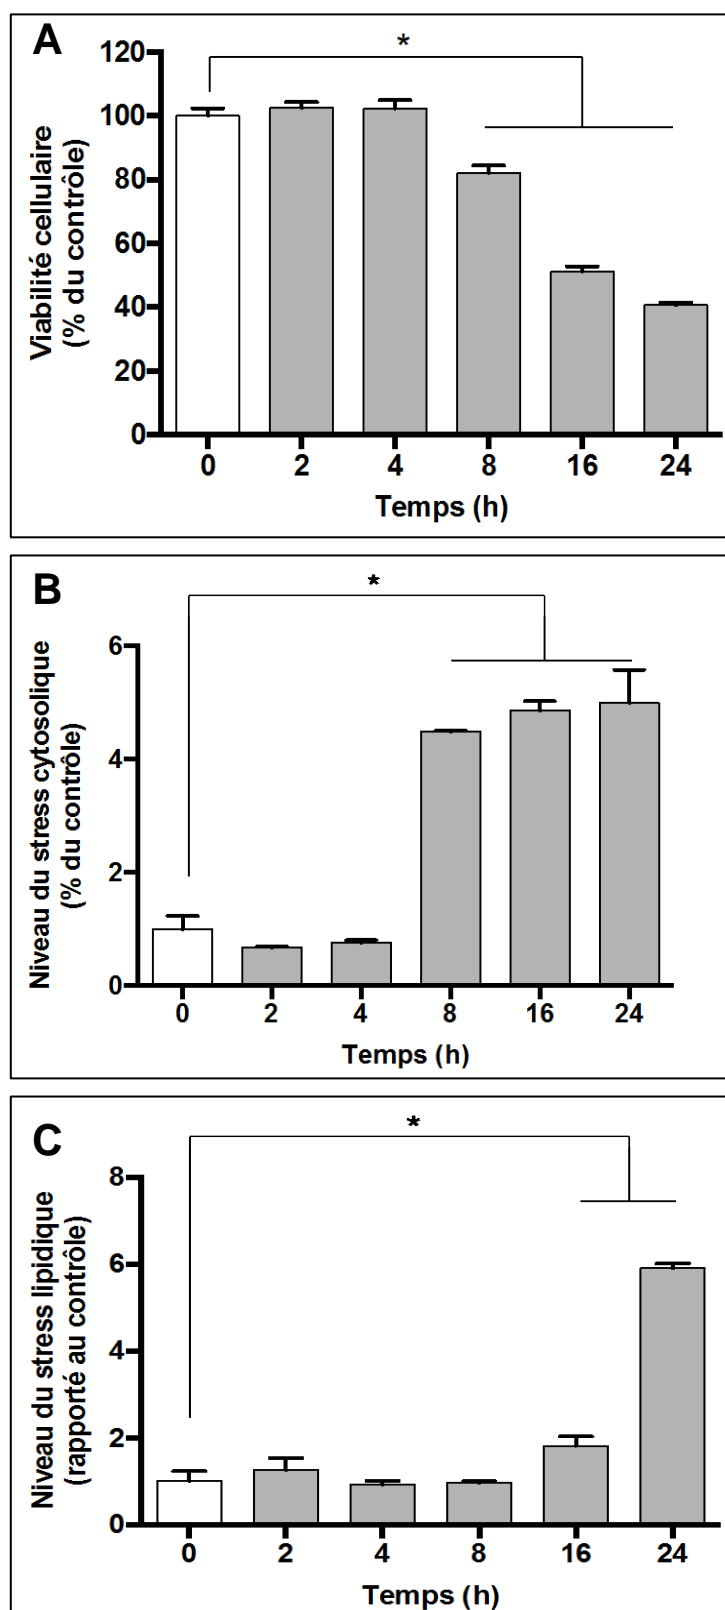 A
*
120
100
80
60
40
20
0
Viabilité cellulaire
(% du contrôle)
0 2 4 8 16 24
Temps (h)
B
*
6
4
2
0
Niveau du stress cytosolique
(% du contrôle)
0 2 4 8 16 24
Temps (h)
C
*
8
6
4
2
0
Niveau du stress lipidique
(rapporté au contrôle)
0 2 4 8 16 24
Temps (h)